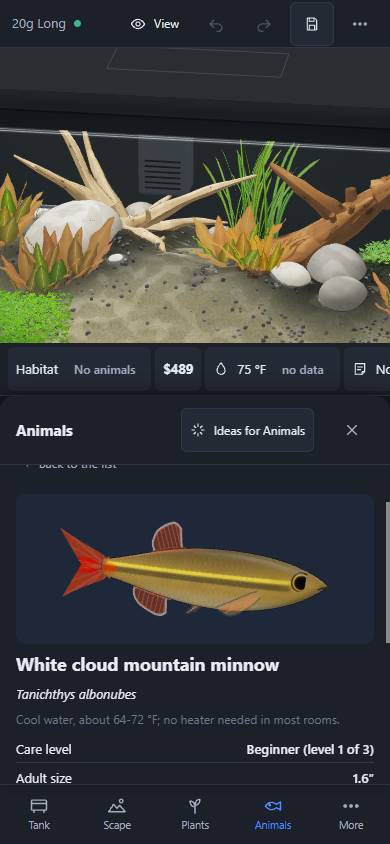 20g Long
View
Habitat No animals $489 75 °F no data No
Animals
Ideas for Animals
Back to the list
White cloud mountain minnow
Tanichthys albonubes
Cool water, about 64-72 °F; no heater needed in most rooms.
Care level Beginner (level 1 of 3)
Adult size 1.6"
Tank Scape Plants Animals More